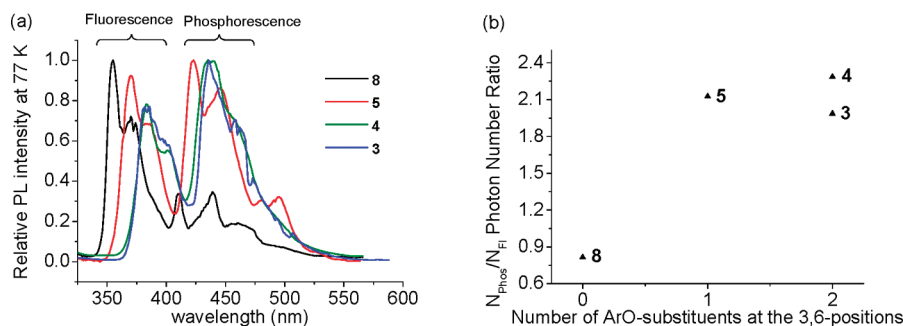 (a)
Fluorescence Phosphorescence
Relative PL intensity at 77 K
1.0
0.8
0.6
0.4
0.2
0.0
8
5
4
3
350 400 450 500 550 600
wavelength (nm)
(b)
N_Phos/N_Fl Photon Number Ratio
2.4
2.1
1.8
1.5
1.2
0.9
0.6
4
5
3
8
0 1 2
Number of ArO-substituents at the 3,6-positions